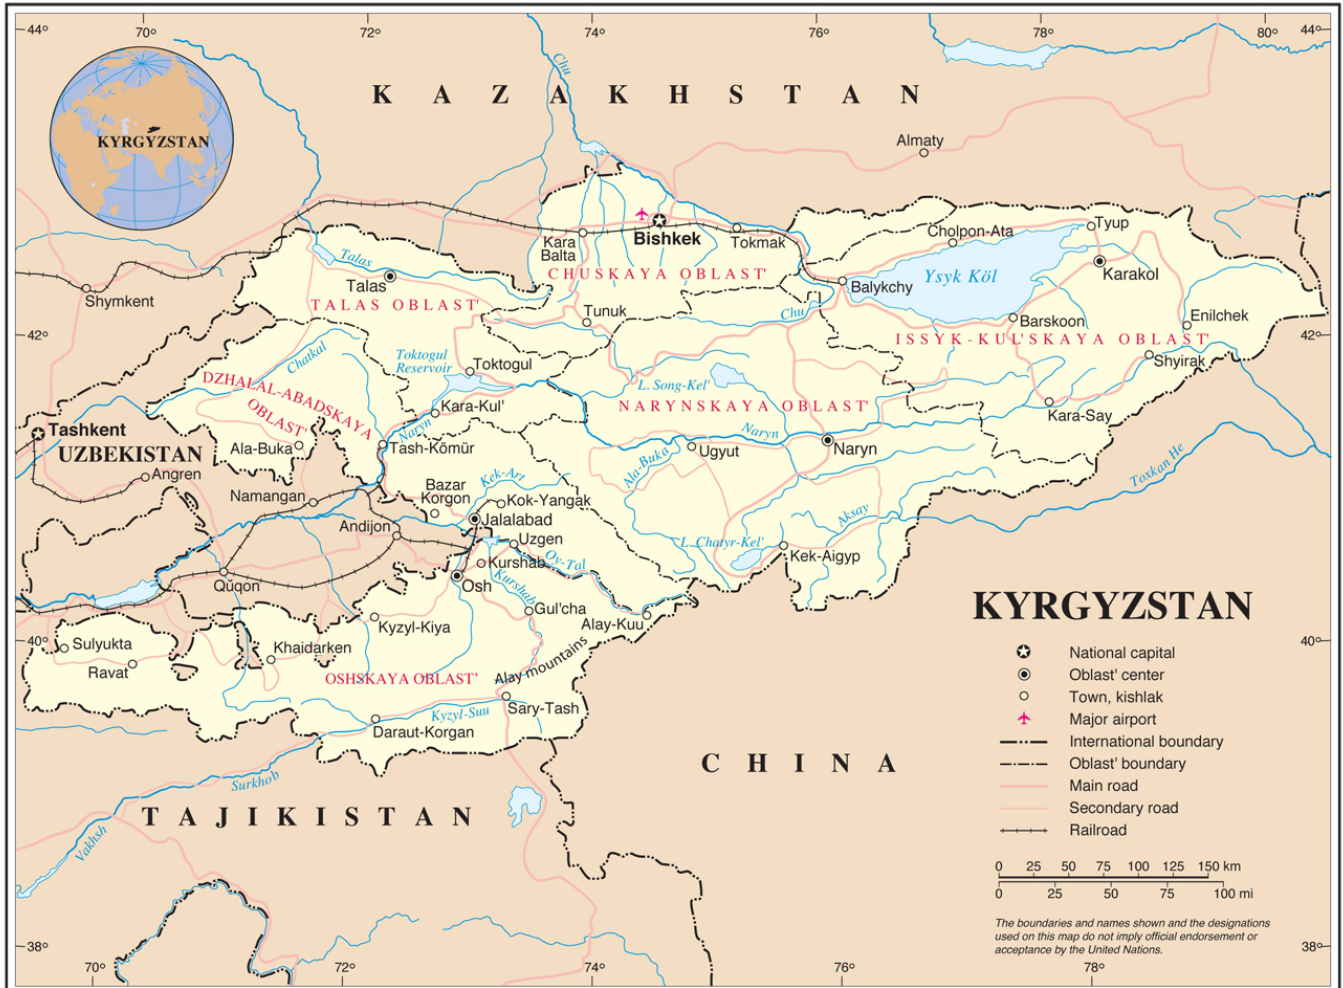 70°
72°
74°
76°
78°
80°
44°
44°
KAZAKHSTAN
Chu
KYRGYZSTAN
Almaty
Bishkek
Kara
Balta
Tokmak
Cholpon-Ata
Tyup
Karakol
CHUSKAYA OBLAST'
Talas
Talas
TALAS OBLAST'
Shymkent
Balykchy
Ysyk Köl
Tunuk
Chu
Barskoon
Enilchek
ISSYK-KUL'SKAYA OBLAST'
42°
42°
Chatkal
Toktogul
Reservoir
Toktogul
Shyirak
DZHALAL-ABADSKAYA
OBLAST'
L. Song-Kel'
Kara-Kul'
NARYNSKAYA OBLAST'
Kara-Say
Naryn
Tashkent
UZBEKISTAN
Ala-Buka
Tash-Kömür
Naryn
Naryn
Ala-Buka
Ugyut
Angren
Kek-Art
Toxkan He
Bazar
Korgon
Kok-Yangak
Namangan
Jalalabad
Andijon
Aksay
Uzgen
L. Chatyr-Kel'
Kek-Aigyp
Kurshab
Oy-Tal
Quqon
Osh
Kurshab
Gul'cha
Kyzyl-Kiya
Alay-Kuu
40°
40°
Sulyukta
Khaidarken
Ravat
Alay mountains
OSHSKAYA OBLAST'
Sary-Tash
Kyzyl-Suu
Daraut-Korgan
Surkhob
CHINA
TAJIKISTAN
Vakhsh
KYRGYZSTAN
National capital
Oblast' center
Town, kishlak
Major airport
International boundary
Oblast' boundary
Main road
Secondary road
Railroad
0 25 50 75 100 125 150 km
0 25 50 75 100 mi
The boundaries and names shown and the designations
used on this map do not imply official endorsement or
acceptance by the United Nations.
38°
38°
70°
72°
74°
76°
78°